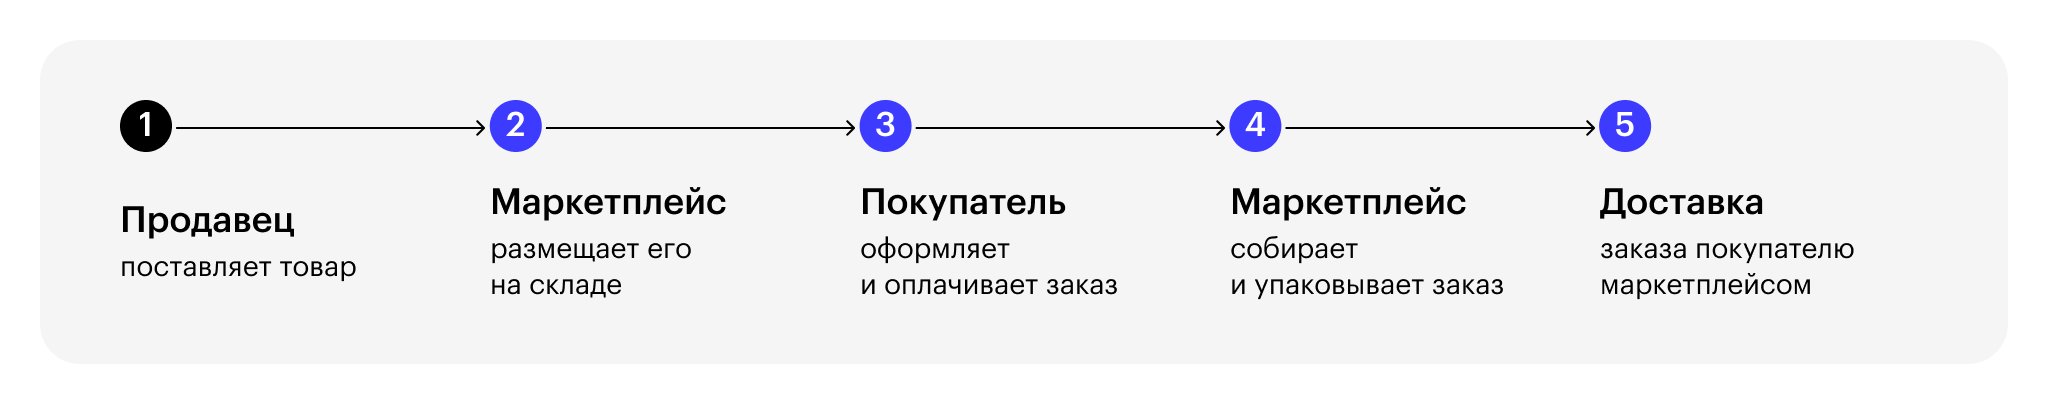 1
2
3
4
5
Продавец
поставляет товар
Маркетплейс
размещает его
на складе
Покупатель
оформляет
и оплачивает заказ
Маркетплейс
собирает
и упаковывает заказ
Доставка
заказа покупателю
маркетплейсом